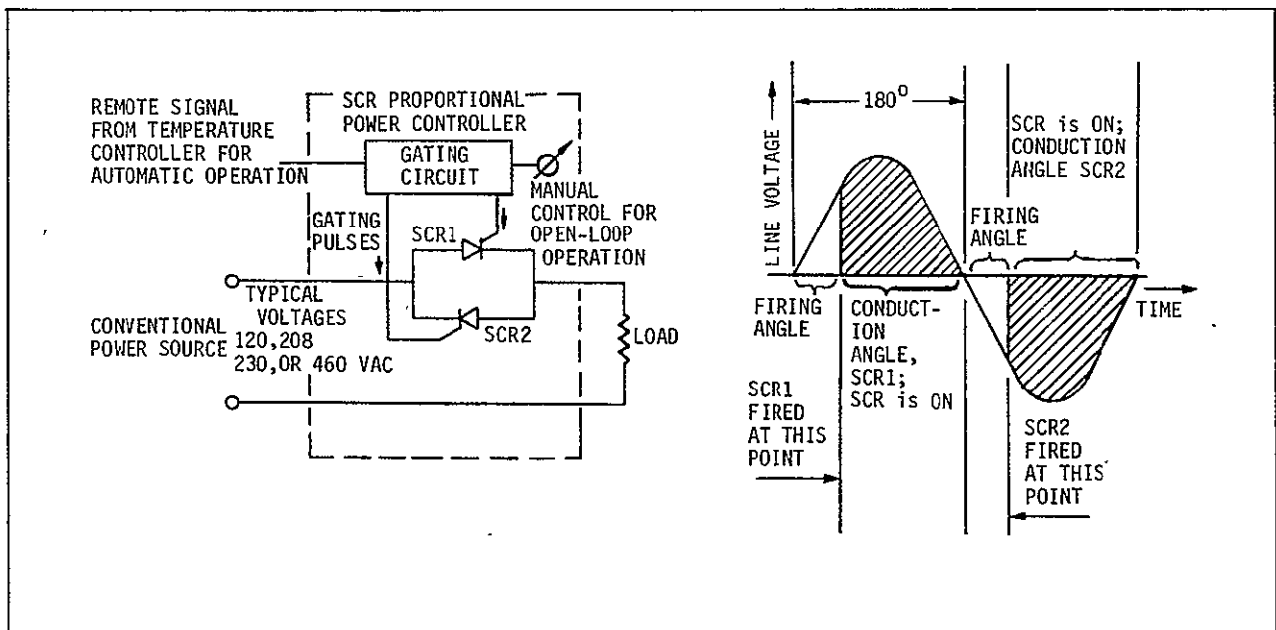 REMOTE SIGNAL
FROM TEMPERATURE
CONTROLLER FOR
AUTOMATIC OPERATION
SCR PROPORTIONAL
POWER CONTROLLER
GATING
CIRCUIT
MANUAL
CONTROL FOR
OPEN-LOOP
OPERATION
GATING
PULSES
SCR1
SCR2
TYPICAL
VOLTAGES
120,208
230,OR 460 VAC
CONVENTIONAL
POWER SOURCE
LOAD
LINE VOLTAGE
180°
SCR is ON;
CONDUCTION
ANGLE SCR2
FIRING
ANGLE
TIME
FIRING
ANGLE
CONDUCT-
ION
ANGLE,
SCR1;
SCR is ON
SCR1
FIRED
AT THIS
POINT
SCR2
FIRED
AT THIS
POINT